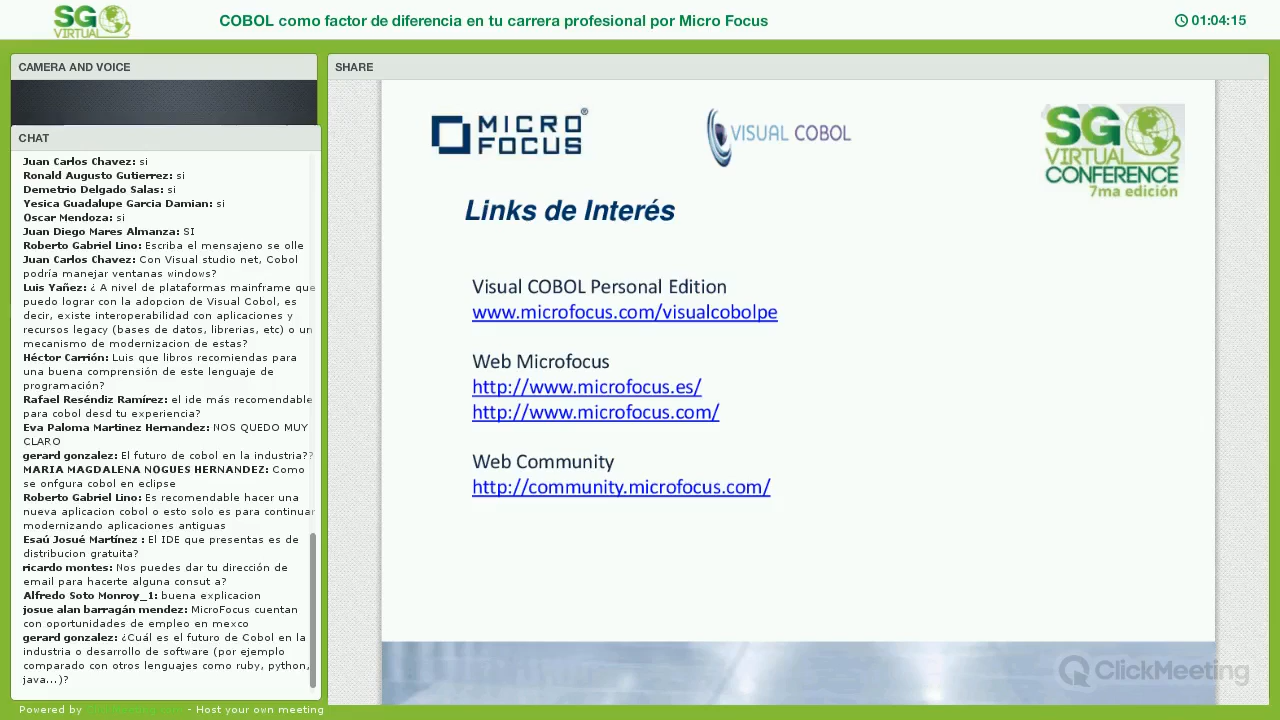 SG
VIRTUAL
COBOL como factor de diferencia en tu carrera profesional por Micro Focus
01:04:15
CAMERA AND VOICE
CHAT
Juan Carlos Chavez: si
Ronald Augusto Gutierrez: si
Demetrio Delgado Salas: si
Yesica Guadalupe Garcia Damian: si
Oscar Mendoza: si
Juan Diego Mares Almanza: SI
Roberto Gabriel Lino: Escriba el mensajeno se olle
Juan Carlos Chavez: Con Visual studio net, Cobol
podría manejar ventanas windows?
Luis Yañez: ¿ A nivel de plataformas mainframe que
puedo lograr con la adopcion de Visual Cobol, es
decir, existe interoperabilidad con aplicaciones y
recursos legacy (bases de datos, librerias, etc) o un
mecanismo de modernizacion de estas?
Héctor Carrión: Luis que libros recomiendas para
una buena comprensión de este lenguaje de
programación?
Rafael Reséndiz Ramírez: el ide más recomendable
para cobol desd tu experiencia?
Eva Paloma Martinez Hernandez: NOS QUEDO MUY
CLARO
gerard gonzalez: El futuro de cobol en la industria??
MARIA MAGDALENA NOGUES HERNANDEZ: Como
se onfgura cobol en eclipse
Roberto Gabriel Lino: Es recomendable hacer una
nueva aplicacion cobol o esto solo es para continuar
modernizando aplicaciones antiguas
Esaú Josué Martínez : El IDE que presentas es de
distribucion gratuita?
ricardo montes: Nos puedes dar tu dirección de
email para hacerte alguna consut a?
Alfredo Soto Monroy_1: buena explicacion
josue alan barragán mendez: MicroFocus cuentan
con oportunidades de empleo en mexco
gerard gonzalez: ¿Cuál es el futuro de Cobol en la
industria o desarrollo de software (por ejemplo
comparado con otros lenguajes como ruby, python,
java...)?
Powered by ClickMeeting.com - Host your own meeting
SHARE
MICRO
FOCUS®
VISUAL COBOL
SG
VIRTUAL
CONFERENCE
7ma edición
Links de Interés
Visual COBOL Personal Edition
www.microfocus.com/visualcobolpe
Web Microfocus
http://www.microfocus.es/
http://www.microfocus.com/
Web Community
http://community.microfocus.com/
ClickMeeting